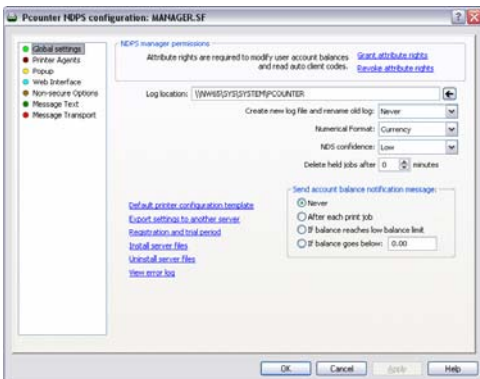 Pcounter NDPS configuration: MANAGER.SF
Global settings
Printer Agents
Popup
Web Interface
Non-secure Options
Message Text
Message Transport
NDPS manager permissions
Attribute rights are required to modify user account balances and read auto client codes.
Grant attribute rights
Revoke attribute rights
Log location: \\NW65\SYS\SYSTEM\PCOUNTER
Create new log file and rename old log: Never
Numerical Format: Currency
NDS confidence: Low
Delete held jobs after 0 minutes
Send account balance notification message:
Never
After each print job
If balance reaches low balance limit
If balance goes below: 0.00
Default printer configuration template
Export settings to another server
Registration and trial period
Install server files
Uninstall server files
View error log
OK Cancel Apply Help